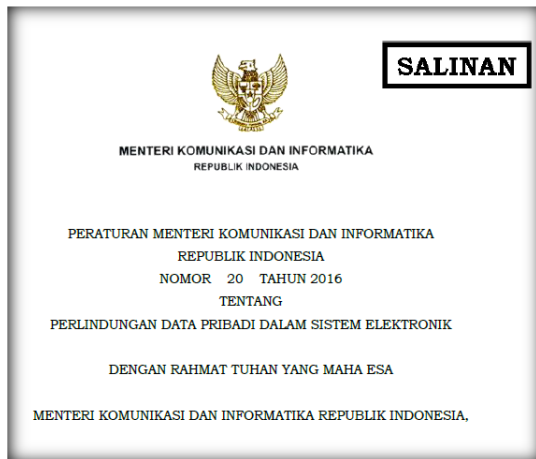 SALINAN
MENTERI KOMUNIKASI DAN INFORMATIKA
REPUBLIK INDONESIA
PERATURAN MENTERI KOMUNIKASI DAN INFORMATIKA
REPUBLIK INDONESIA
NOMOR 20 TAHUN 2016
TENTANG
PERLINDUNGAN DATA PRIBADI DALAM SISTEM ELEKTRONIK
DENGAN RAHMAT TUHAN YANG MAHA ESA
MENTERI KOMUNIKASI DAN INFORMATIKA REPUBLIK INDONESIA,